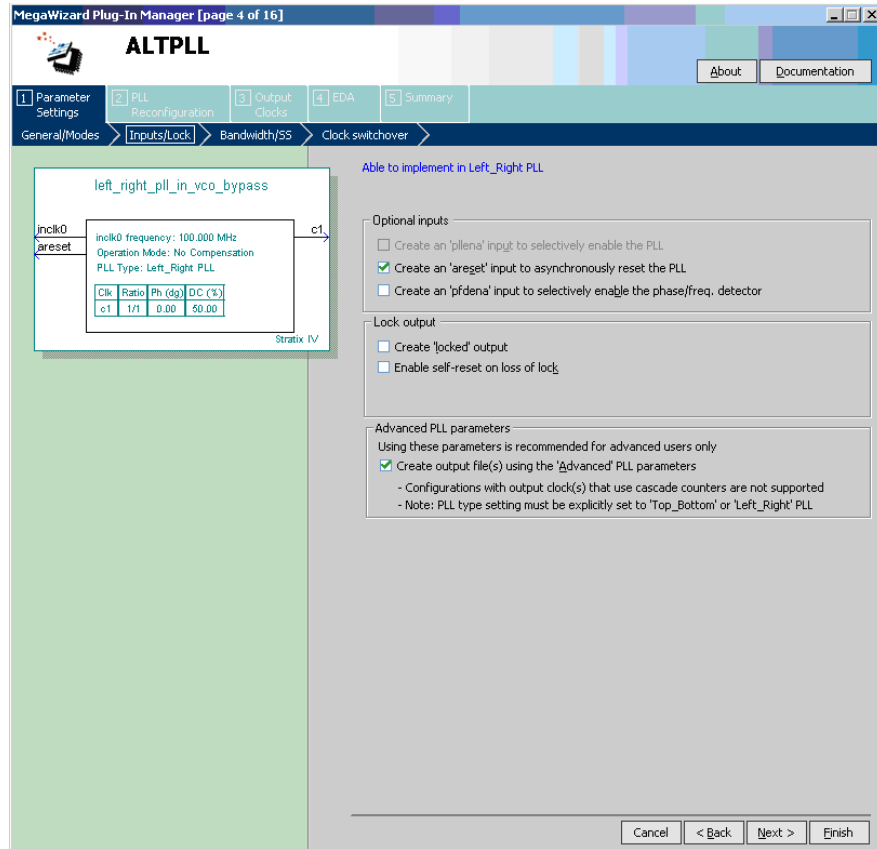 MegaWizard Plug-In Manager [page 4 of 16]
ALTPLL
About
Documentation
1 Parameter Settings
2 PLL Reconfiguration
3 Output Clocks
4 EDA
5 Summary
General/Modes
Inputs/Lock
Bandwidth/SS
Clock switchover
left_right_pll_in_vco_bypass
inclk0
areset
c1
inclk0 frequency: 100.000 MHz
Operation Mode: No Compensation
PLL Type: Left_Right PLL
Clk Ratio Ph (dg) DC (%)
c1 1/1 0.00 50.00
Stratix IV
Able to implement in Left_Right PLL
Optional inputs
Create an 'pllena' input to selectively enable the PLL
Create an 'areset' input to asynchronously reset the PLL
Create an 'pfdena' input to selectively enable the phase/freq. detector
Lock output
Create 'locked' output
Enable self-reset on loss of lock
Advanced PLL parameters
Using these parameters is recommended for advanced users only
Create output file(s) using the 'Advanced' PLL parameters
- Configurations with output clock(s) that use cascade counters are not supported
- Note: PLL type setting must be explicitly set to 'Top_Bottom' or 'Left_Right' PLL
Cancel
< Back
Next >
Finish